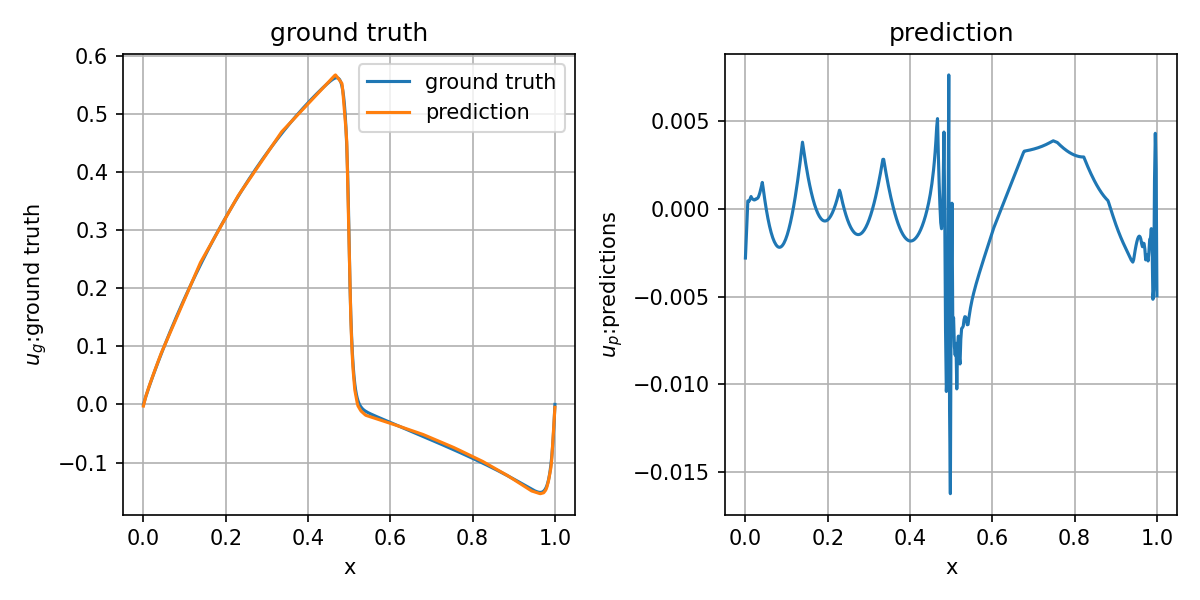 ground truth
0.6
0.5
0.4
0.3
0.2
0.1
0.0
−0.1
u_g:ground truth
ground truth
prediction
0.0 0.2 0.4 0.6 0.8 1.0
x
prediction
0.005
0.000
−0.005
−0.010
−0.015
u_p:predictions
0.0 0.2 0.4 0.6 0.8 1.0
x